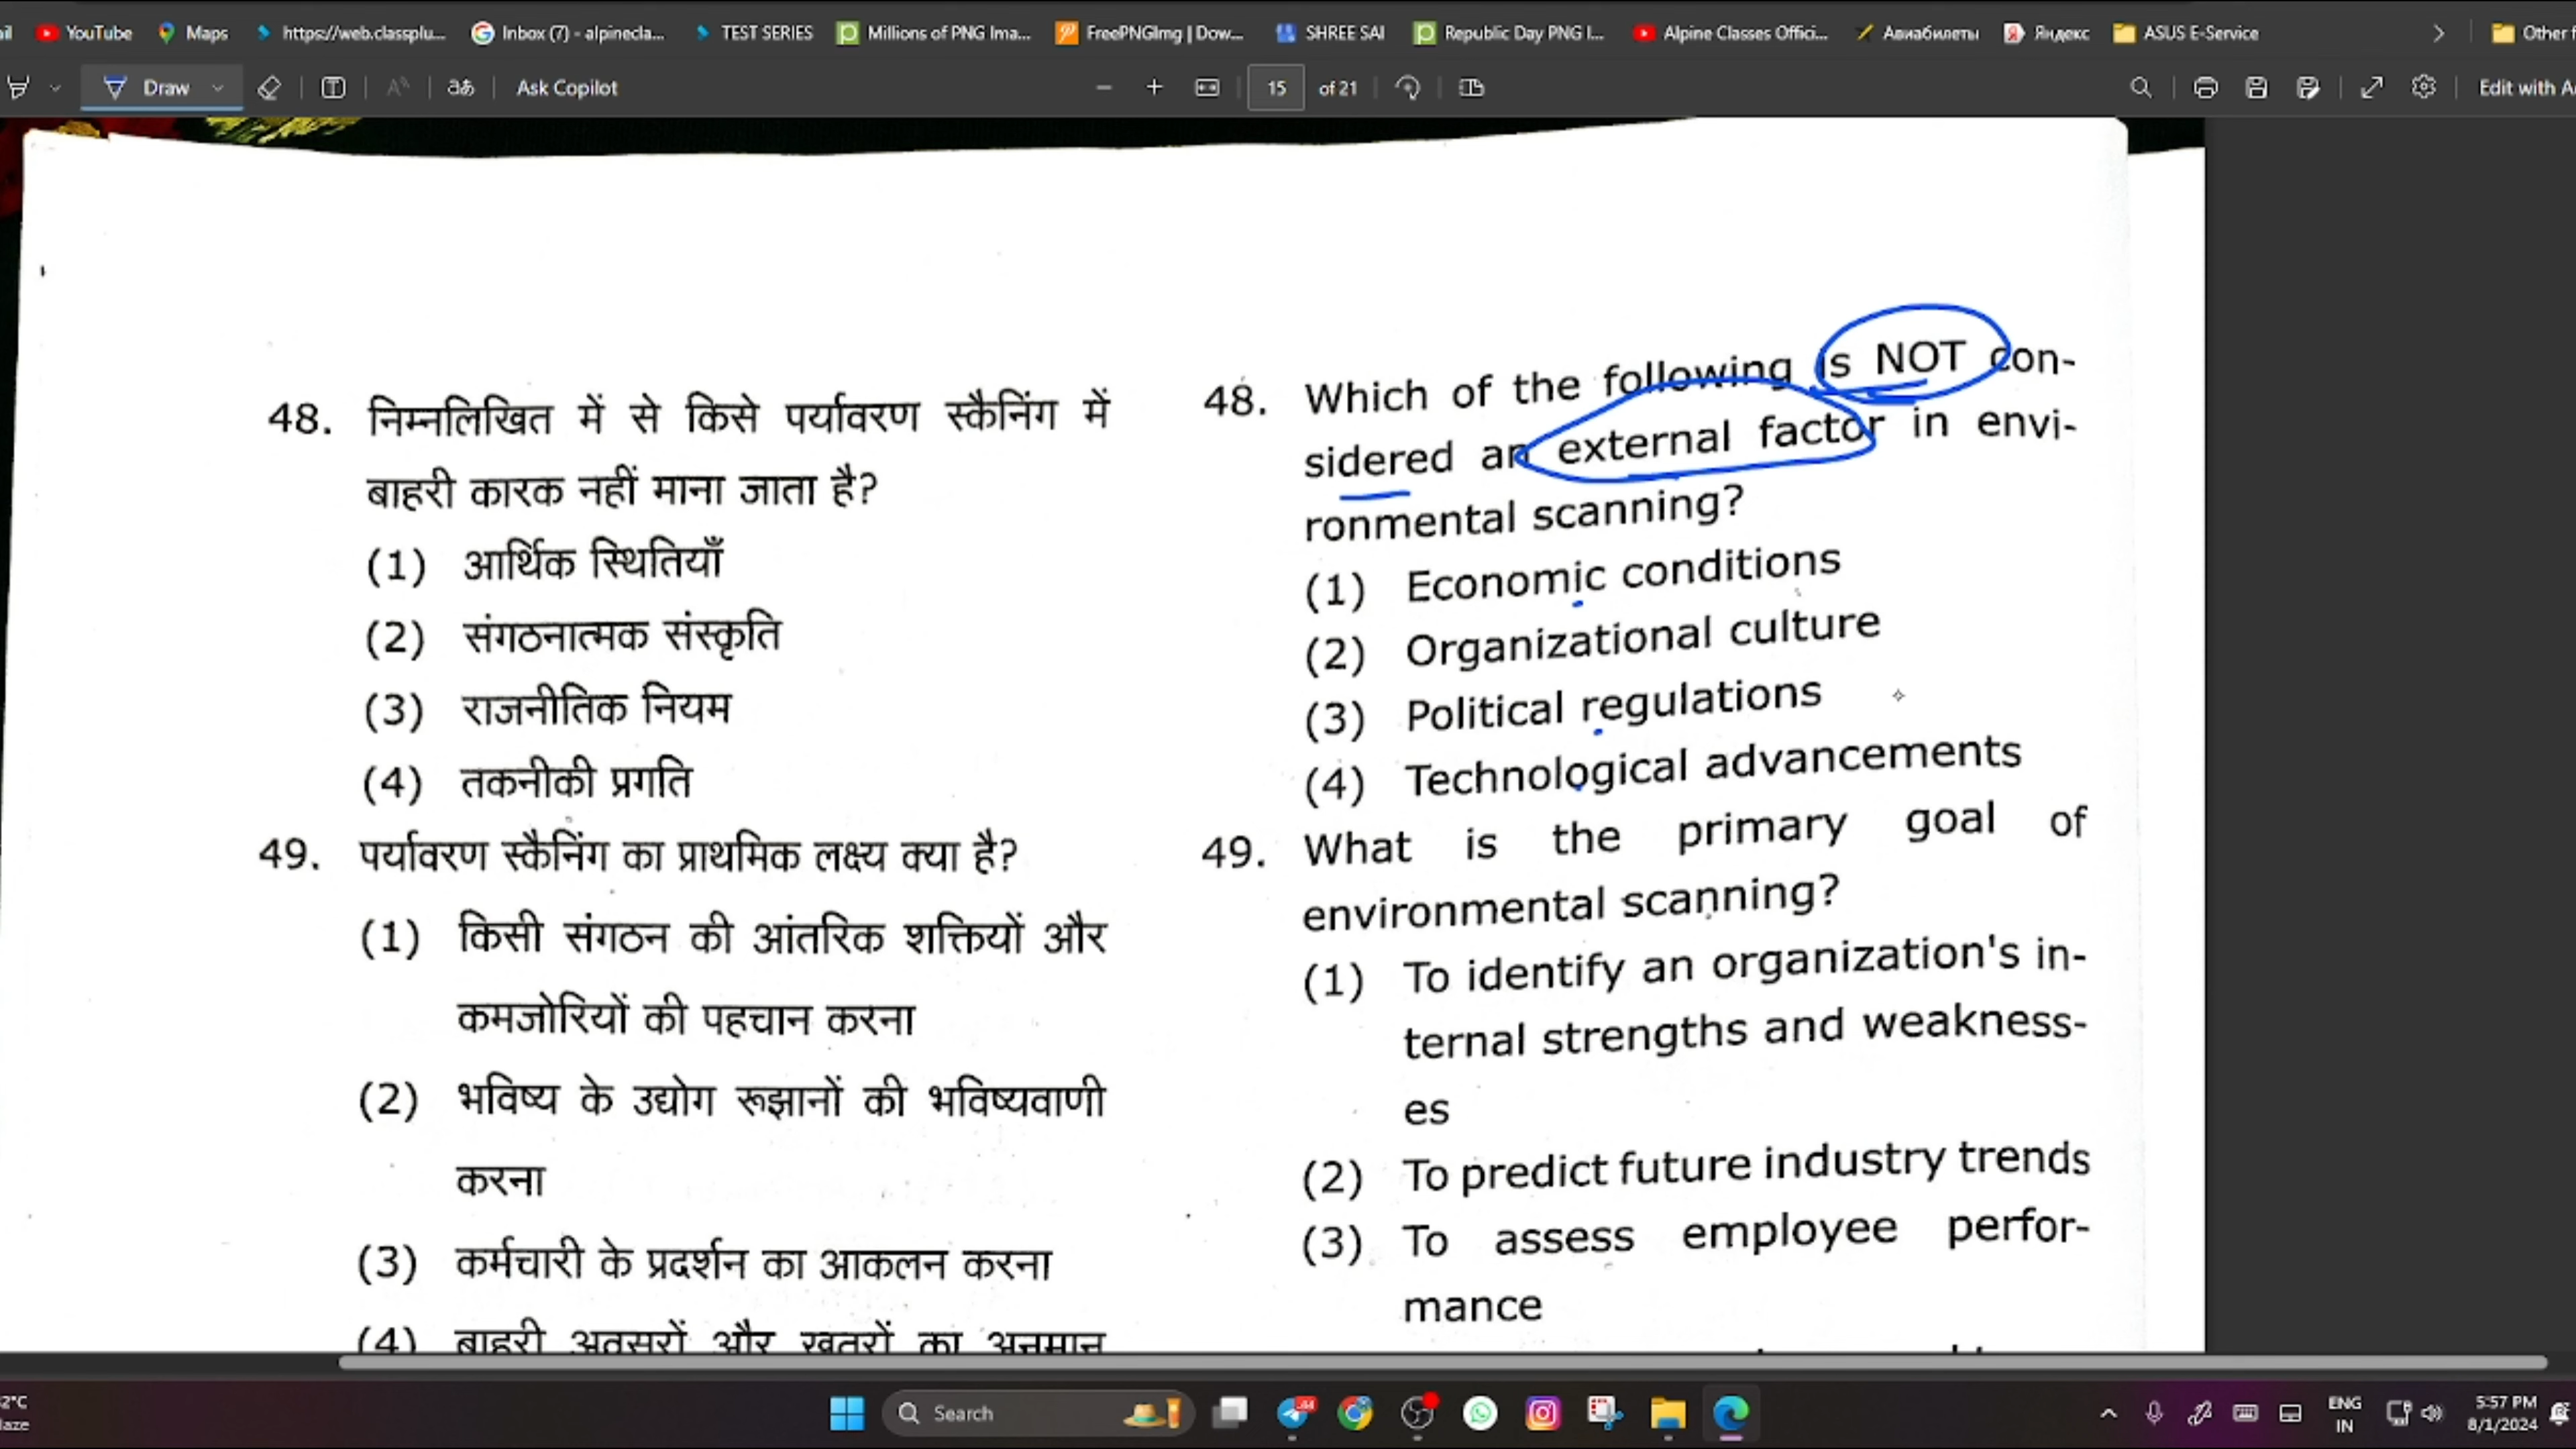 YouTube
Maps
https://web.classplu...
Inbox (7) - alpinecla...
TEST SERIES
Millions of PNG Ima...
FreePNGImg | Dow...
SHREE SAI
Republic Day PNG I...
Alpine Classes Offici...
Авиабилеты
Яндекс
ASUS E-Service
Other f
Draw
Ask Copilot
15 of 21
Edit with A
48. निम्नलिखित में से किसे पर्यावरण स्कैनिंग में
बाहरी कारक नहीं माना जाता है?
(1) आर्थिक स्थितियाँ
(2) संगठनात्मक संस्कृति
(3) राजनीतिक नियम
(4) तकनीकी प्रगति
49. पर्यावरण स्कैनिंग का प्राथमिक लक्ष्य क्या है?
(1) किसी संगठन की आंतरिक शक्तियों और
कमजोरियों की पहचान करना
(2) भविष्य के उद्योग रूझानों की भविष्यवाणी
करना
(3) कर्मचारी के प्रदर्शन का आकलन करना
(4) बाहरी अवसरों और खतरों का अनुमान
48. Which of the following is NOT con-
sidered an external factor in envi-
ronmental scanning?
(1) Economic conditions
(2) Organizational culture
(3) Political regulations
(4) Technological advancements
49. What is the primary goal of
environmental scanning?
(1) To identify an organization's in-
ternal strengths and weakness-
es
(2) To predict future industry trends
(3) To assess employee perfor-
mance
Search
ENG
IN
5:57 PM
8/1/2024